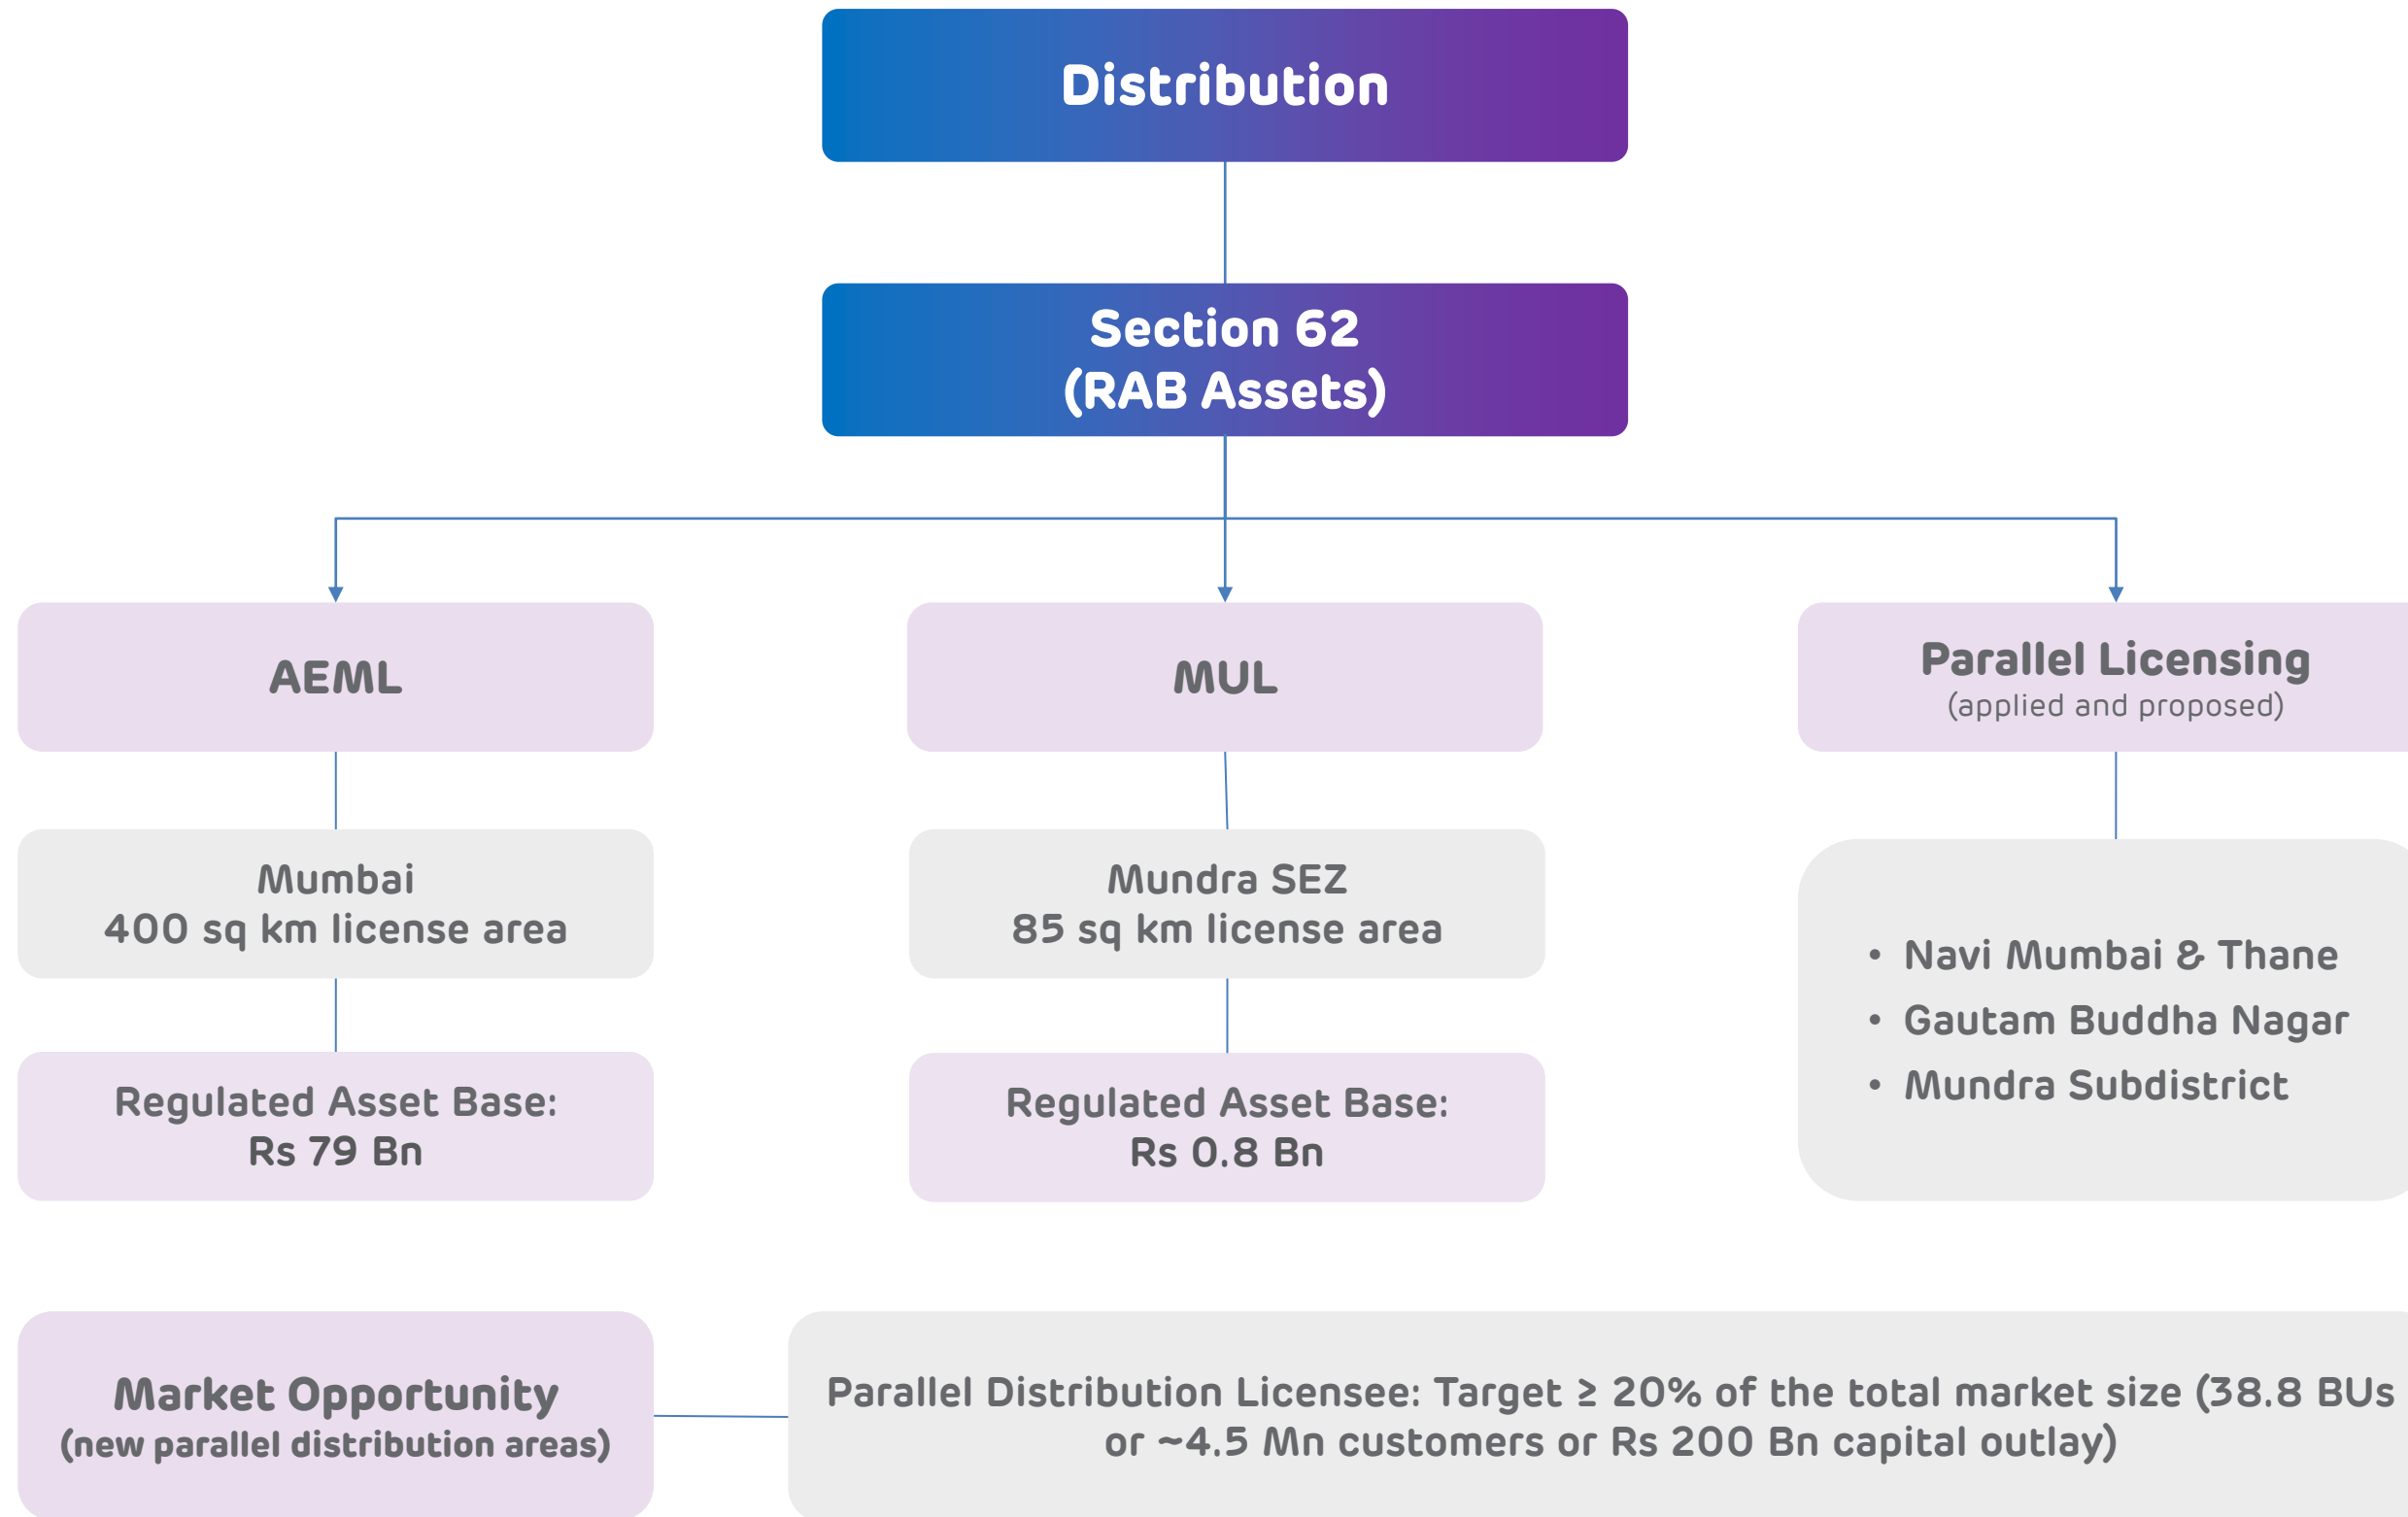 Distribution
Section 62
(RAB Assets)
AEML
MUL
Parallel Licensing
(applied and proposed)
Mumbai
400 sq km license area
Mundra SEZ
85 sq km license area
• Navi Mumbai & Thane
• Gautam Buddha Nagar
• Mundra Subdistrict
Regulated Asset Base:
Rs 79 Bn
Regulated Asset Base:
Rs 0.8 Bn
Market Opportunity
(new parallel distribution areas)
Parallel Distribution Licensee: Target ≥ 20% of the total market size (38.8 BUs
or ~4.5 Mn customers or Rs 200 Bn capital outlay)